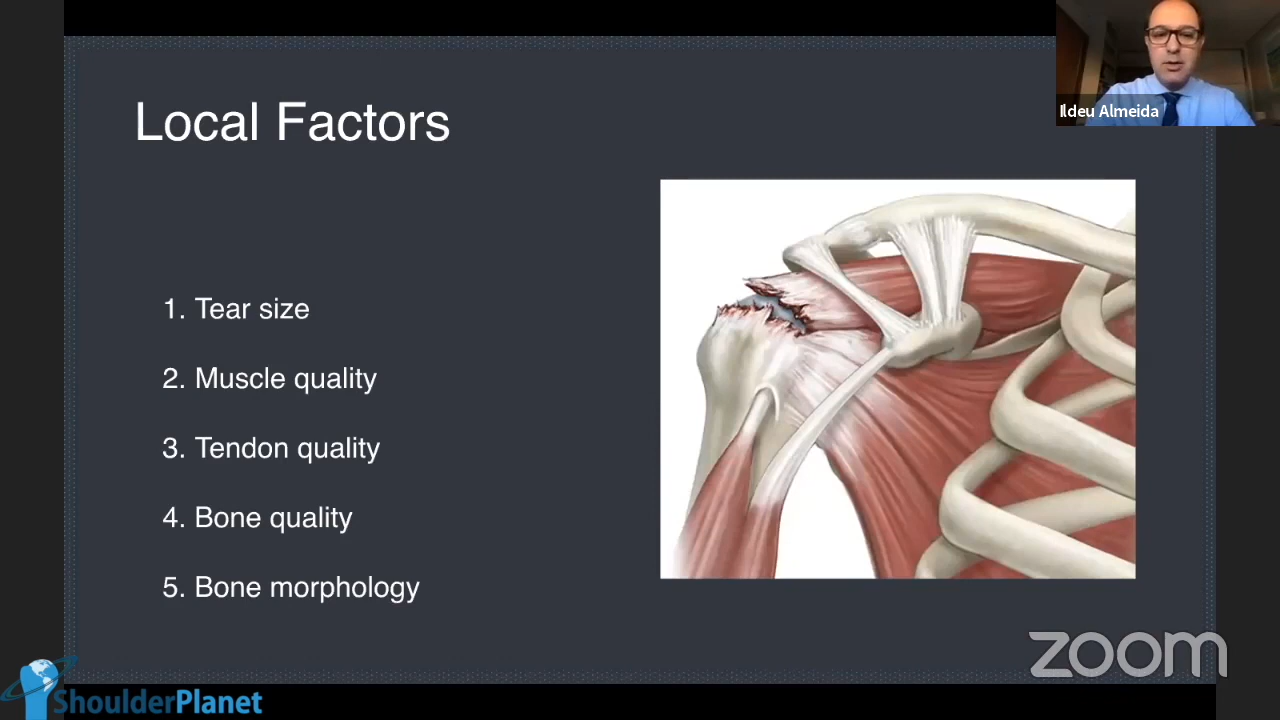 Ildeu Almeida
Local Factors
1. Tear size
2. Muscle quality
3. Tendon quality
4. Bone quality
5. Bone morphology
zoom
ShoulderPlanet